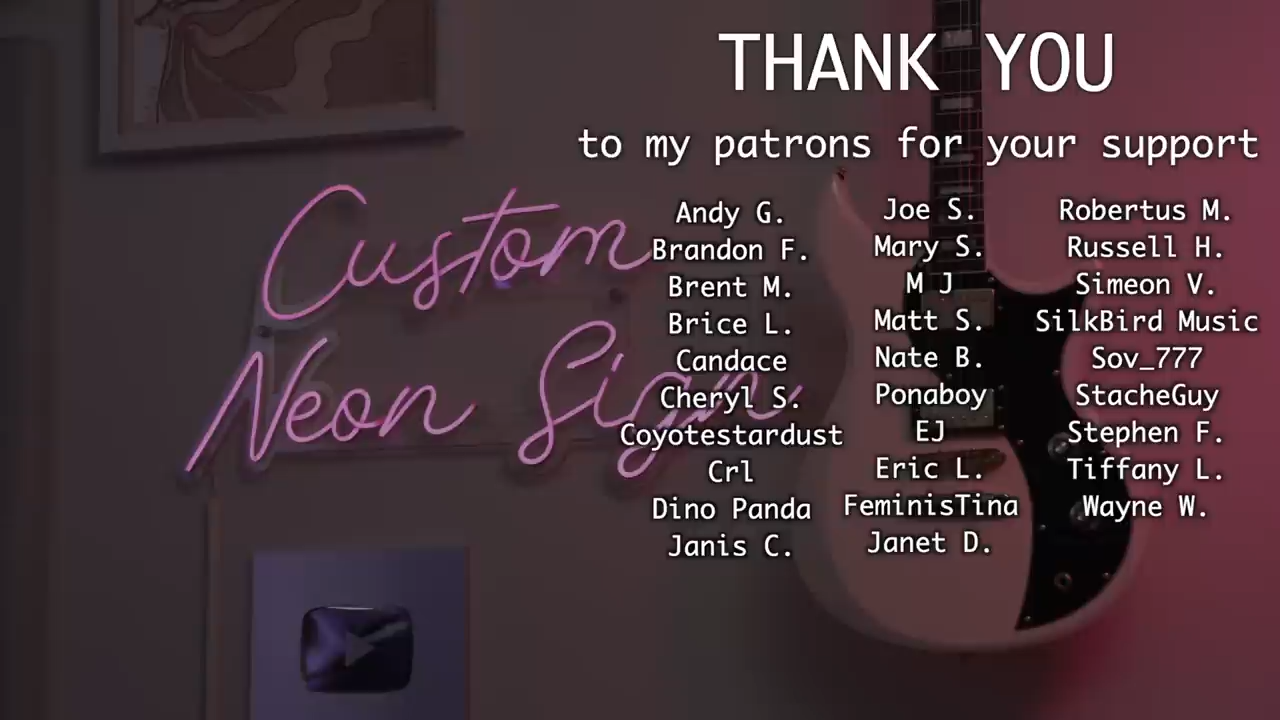 THANK YOU
to my patrons for your support
Andy G.
Brandon F.
Brent M.
Brice L.
Candace
Cheryl S.
Coyotestardust
Crl
Dino Panda
Janis C.
Joe S.
Mary S.
M J
Matt S.
Nate B.
Ponaboy
EJ
Eric L.
FeminisTina
Janet D.
Robertus M.
Russell H.
Simeon V.
SilkBird Music
Sov_777
StacheGuy
Stephen F.
Tiffany L.
Wayne W.
Custom
Neon Sign